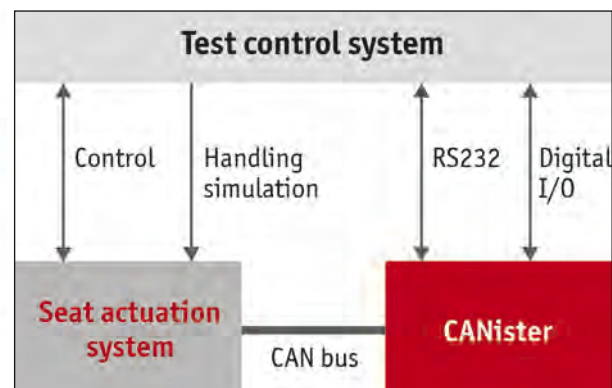 Test control system
Control
Handling
simulation
RS232
Digital
I/O
Seat actuation
system
CAN bus
CANister